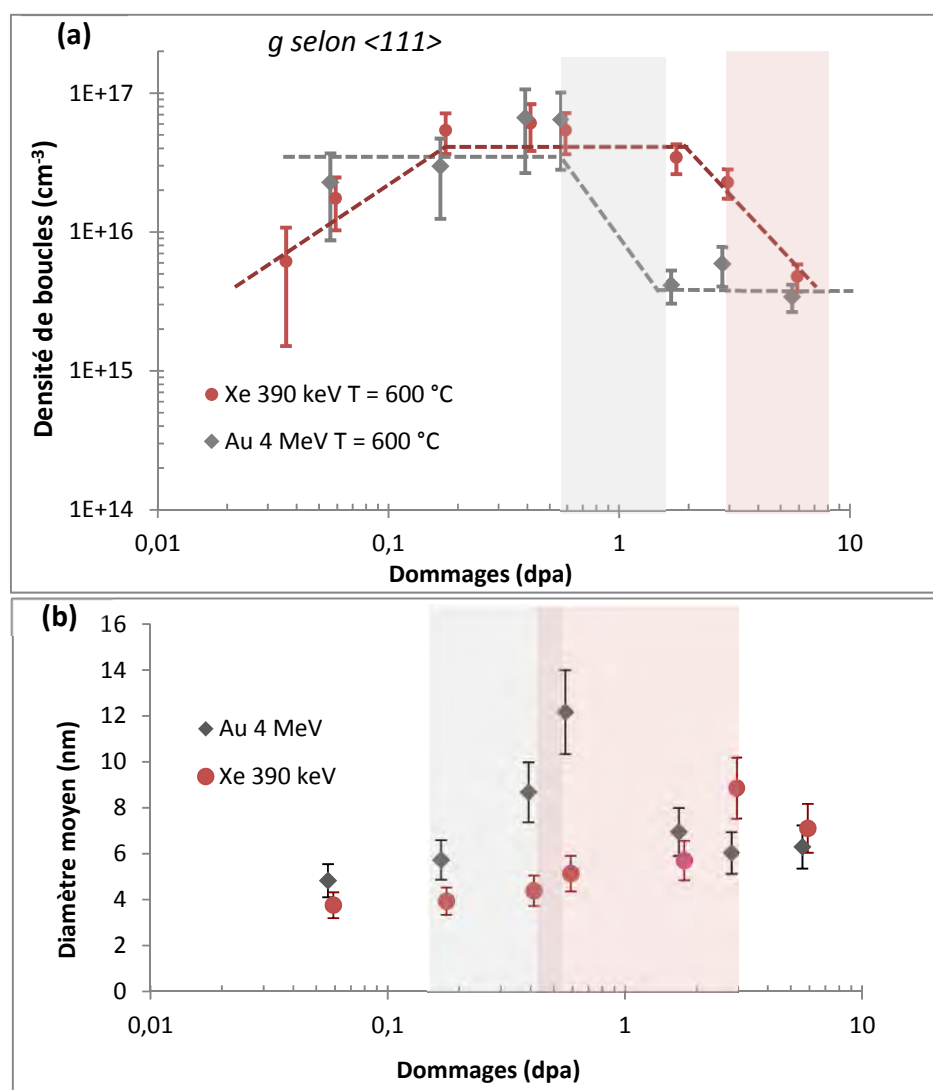 (a)
g selon <111>
1E+17
1E+16
1E+15
1E+14
Densité de boucles (cm-3)
Xe 390 keV T = 600 °C
Au 4 MeV T = 600 °C
0,01 0,1 1 10
Dommages (dpa)
(b)
16
14
12
10
8
6
4
2
0
Diamètre moyen (nm)
Au 4 MeV
Xe 390 keV
0,01 0,1 1 10
Dommages (dpa)